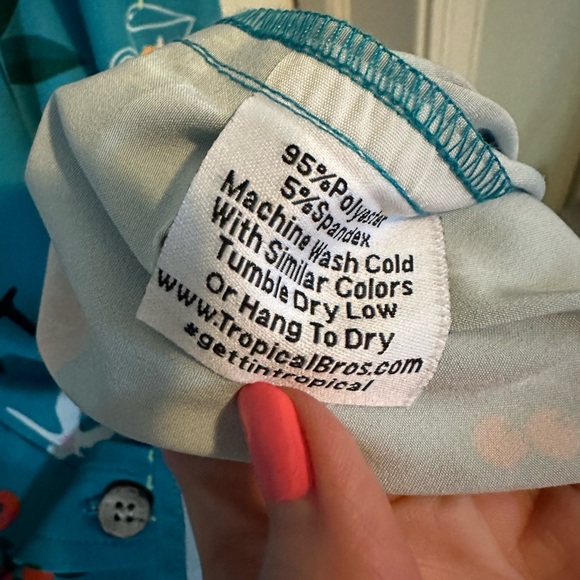 95%Polyester
5%Spandex
Machine Wash Cold
With Similar Colors
Tumble Dry Low
Or Hang To Dry
www.TropicalBros.com
#gettintropical